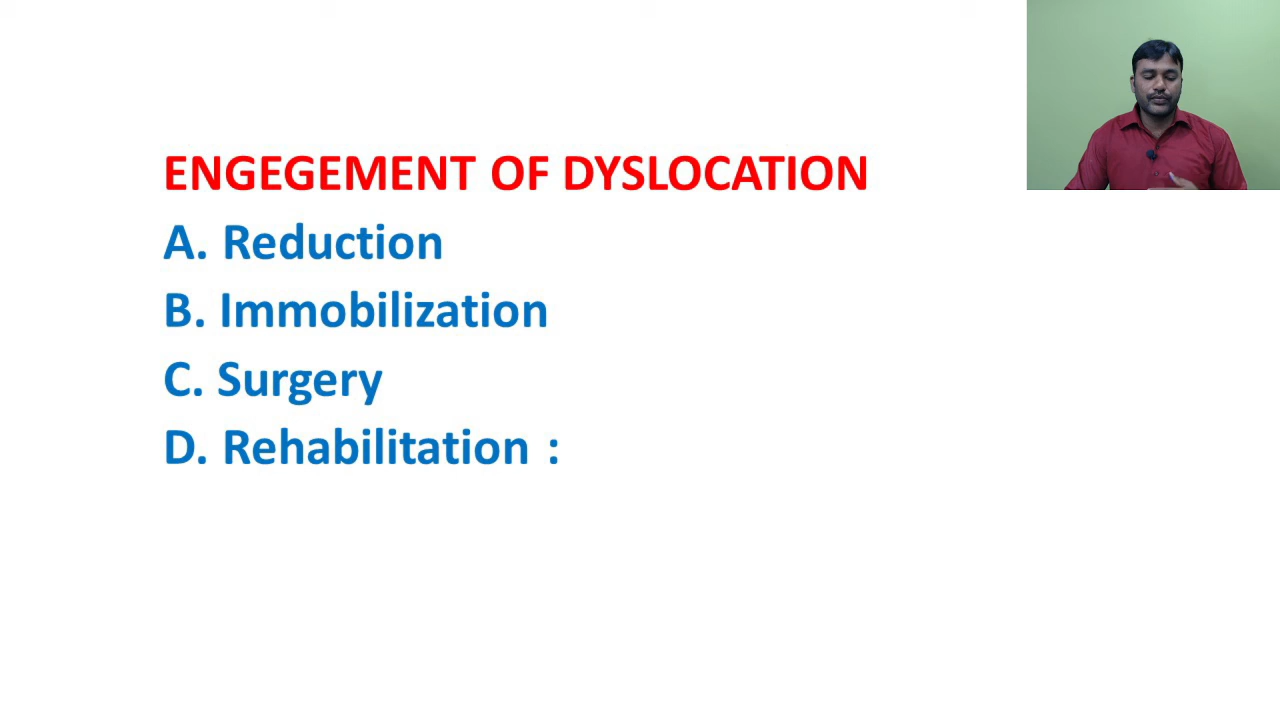 ENGEGEMENT OF DYSLOCATION
A. Reduction
B. Immobilization
C. Surgery
D. Rehabilitation :